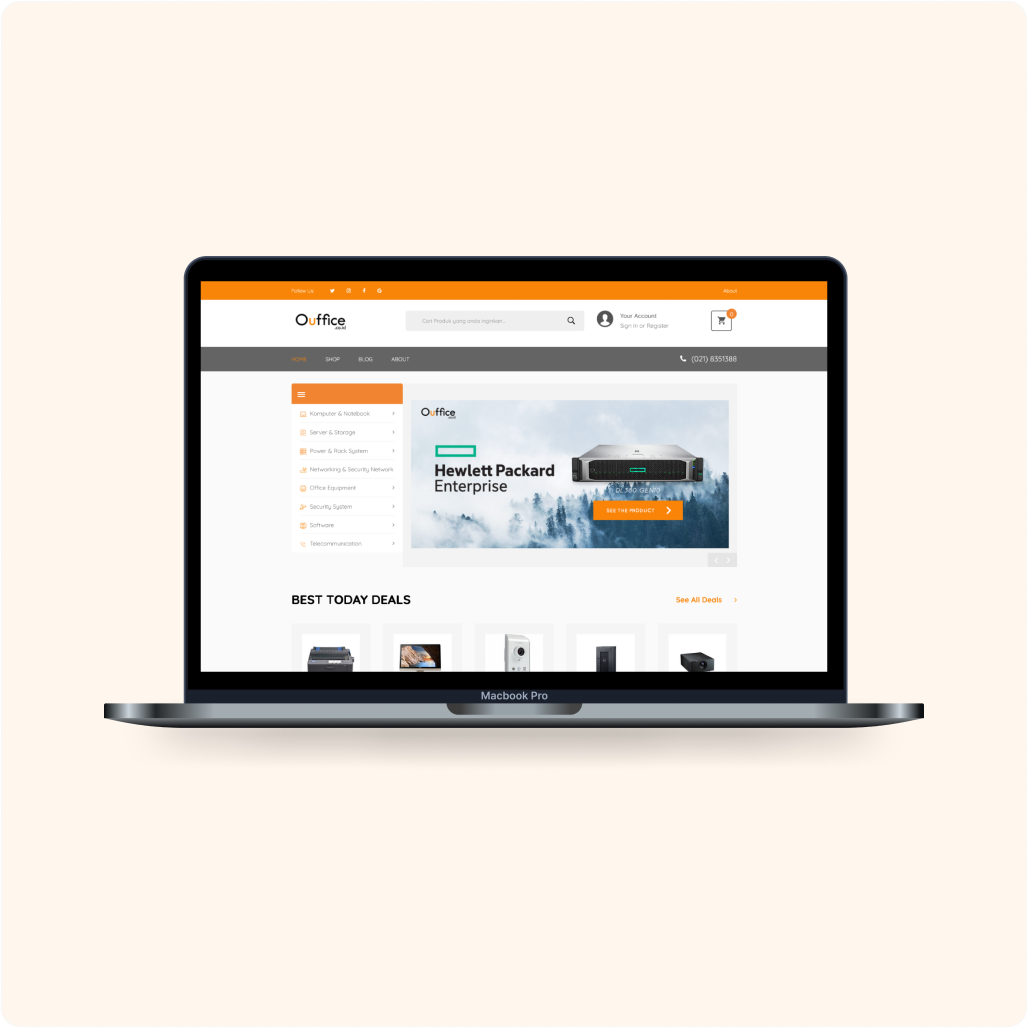 Follow Us
About
Ouffice
.co.id
Cari Produk yang anda inginkan...
Your Account
Sign in or Register
0
HOME
SHOP
BLOG
ABOUT
(021) 8351388
Komputer & Notebook
Server & Storage
Power & Rack System
Networking & Security Network
Office Equipment
Security System
Software
Telecommunication
Ouffice
.co.id
Hewlett Packard
Enterprise
DL380 GEN10
SEE THE PRODUCT
BEST TODAY DEALS
See All Deals
Macbook Pro